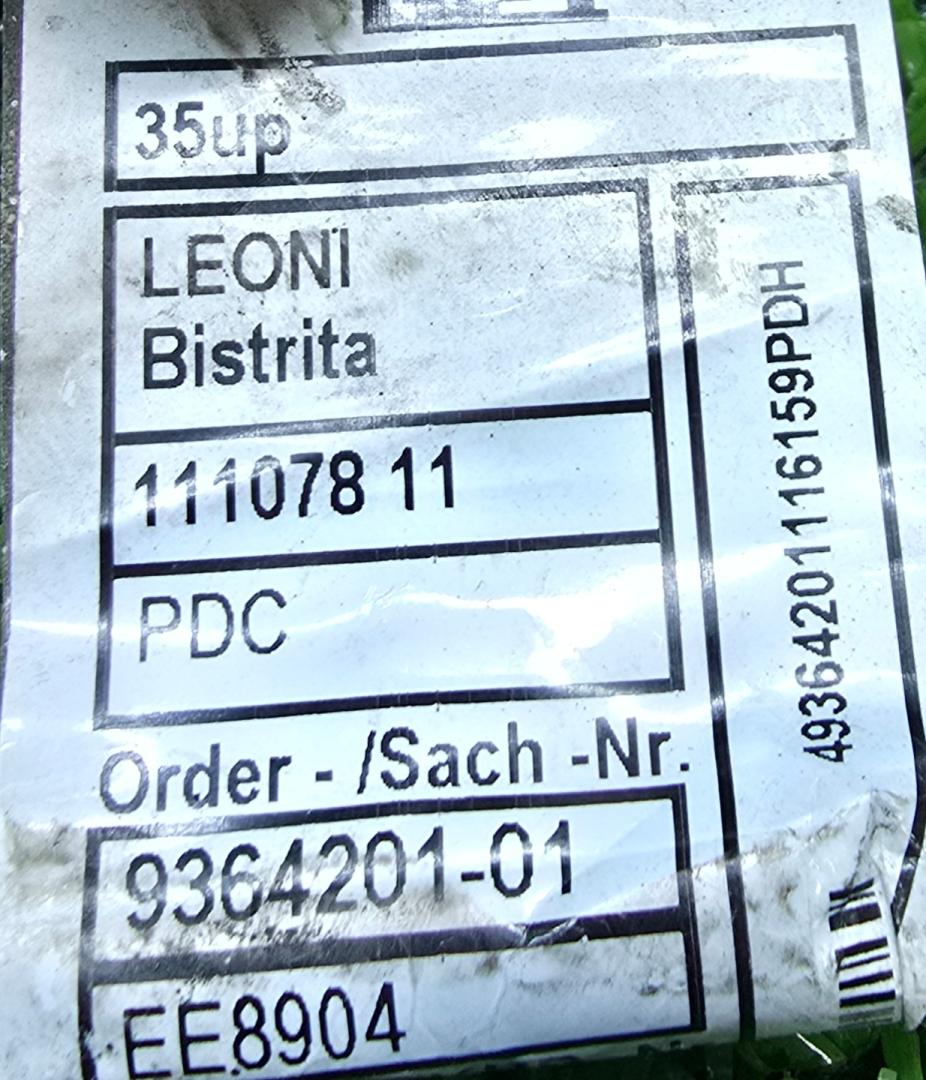 35up
LEONI
Bistrita
111078 11
PDC
Order - /Sach -Nr.
9364201-01
EE8904
49364201116159PDH